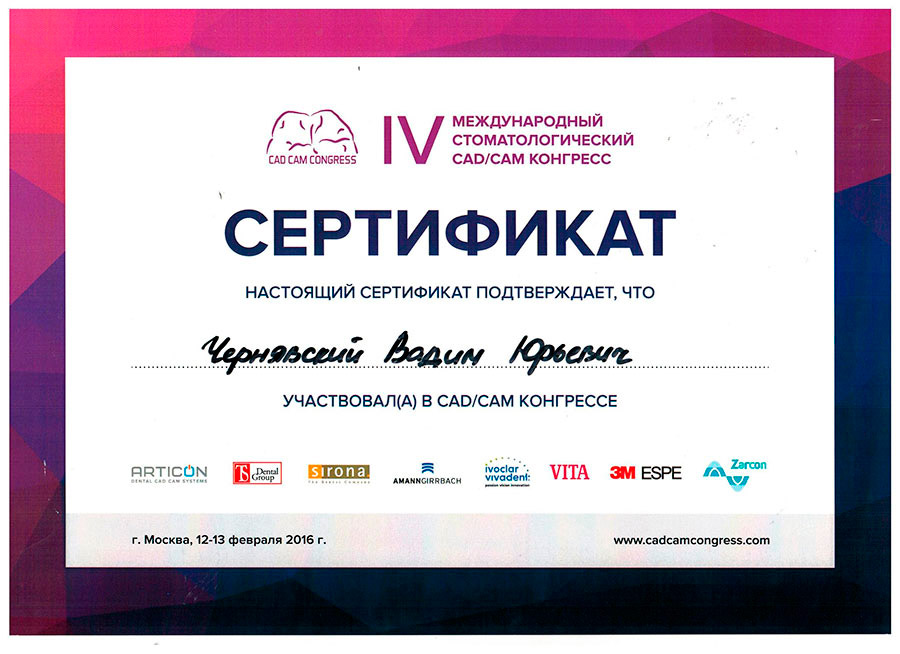 CAD CAM CONGRESS
IV
МЕЖДУНАРОДНЫЙ
СТОМАТОЛОГИЧЕСКИЙ
CAD/CAM КОНГРЕСС
СЕРТИФИКАТ
НАСТОЯЩИЙ СЕРТИФИКАТ ПОДТВЕРЖДАЕТ, ЧТО
Чернявский Вадим Юрьевич
УЧАСТВОВАЛ(А) В CAD/CAM КОНГРЕССЕ
ARTICON
DENTAL CAD CAM SYSTEMS
TS Dental
Group
sirona.
The Dental Company
AMANNGIRRBACH
ivoclar
vivadent:
passion vision innovation
VITA
3M ESPE
Zarcon
г. Москва, 12-13 февраля 2016 г.
www.cadcamcongress.com